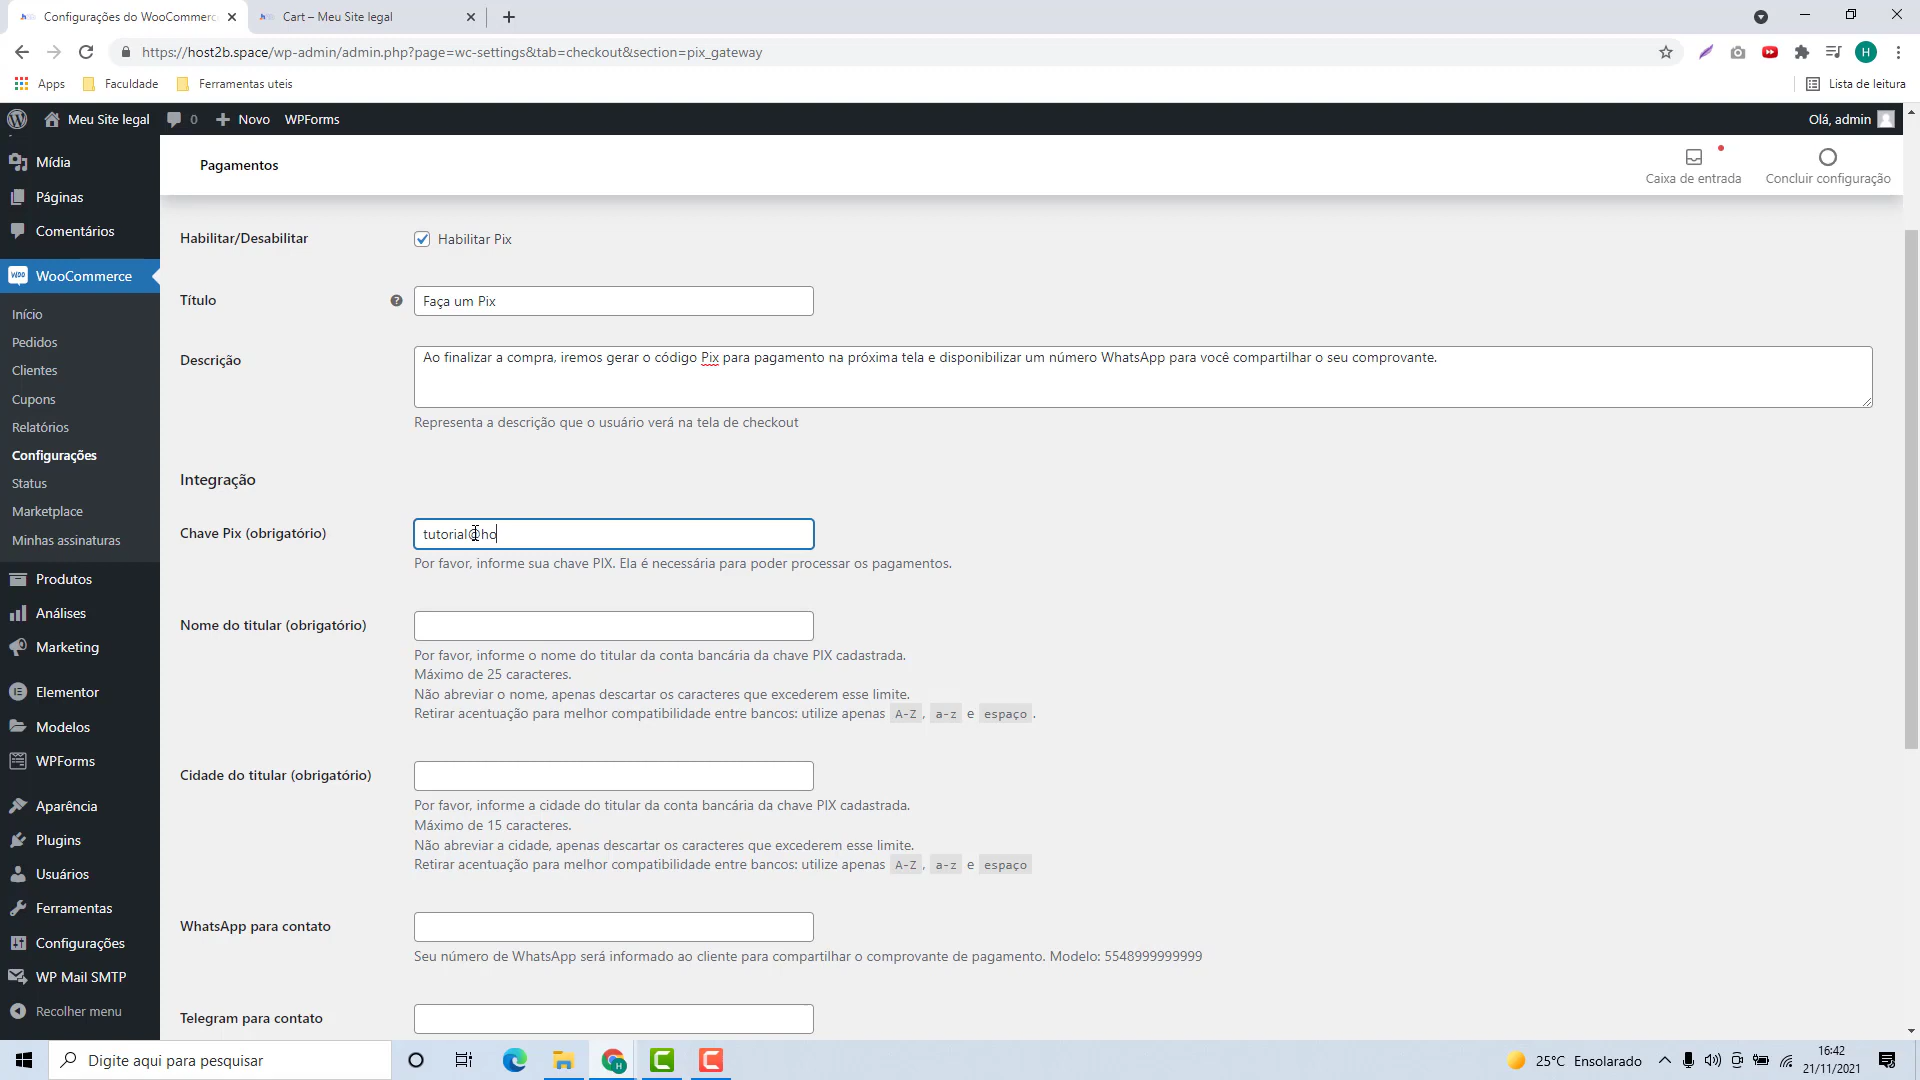 Configurações do WooCommerc
Cart – Meu Site legal
https://host2b.space/wp-admin/admin.php?page=wc-settings&tab=checkout&section=pix_gateway
H
Apps
Faculdade
Ferramentas uteis
Lista de leitura
Meu Site legal
0
Novo
WPForms
Olá, admin
Mídia
Páginas
Comentários
WooCommerce
Início
Pedidos
Clientes
Cupons
Relatórios
Configurações
Status
Marketplace
Minhas assinaturas
Produtos
Análises
Marketing
Elementor
Modelos
WPForms
Aparência
Plugins
Usuários
Ferramentas
Configurações
WP Mail SMTP
Recolher menu
Pagamentos
Caixa de entrada
Concluir configuração
Habilitar/Desabilitar
Habilitar Pix
Título
Faça um Pix
Descrição
Ao finalizar a compra, iremos gerar o código Pix para pagamento na próxima tela e disponibilizar um número WhatsApp para você compartilhar o seu comprovante.
Representa a descrição que o usuário verá na tela de checkout
Integração
Chave Pix (obrigatório)
tutorial@ho
Por favor, informe sua chave PIX. Ela é necessária para poder processar os pagamentos.
Nome do titular (obrigatório)
Por favor, informe o nome do titular da conta bancária da chave PIX cadastrada.
Máximo de 25 caracteres.
Não abreviar o nome, apenas descartar os caracteres que excederem esse limite.
Retirar acentuação para melhor compatibilidade entre bancos: utilize apenas A-Z, a-z e espaço.
Cidade do titular (obrigatório)
Por favor, informe a cidade do titular da conta bancária da chave PIX cadastrada.
Máximo de 15 caracteres.
Não abreviar a cidade, apenas descartar os caracteres que excederem esse limite.
Retirar acentuação para melhor compatibilidade entre bancos: utilize apenas A-Z, a-z e espaço
WhatsApp para contato
Seu número de WhatsApp será informado ao cliente para compartilhar o comprovante de pagamento. Modelo: 5548999999999
Telegram para contato
Digite aqui para pesquisar
25°C Ensolarado
16:42
21/11/2021